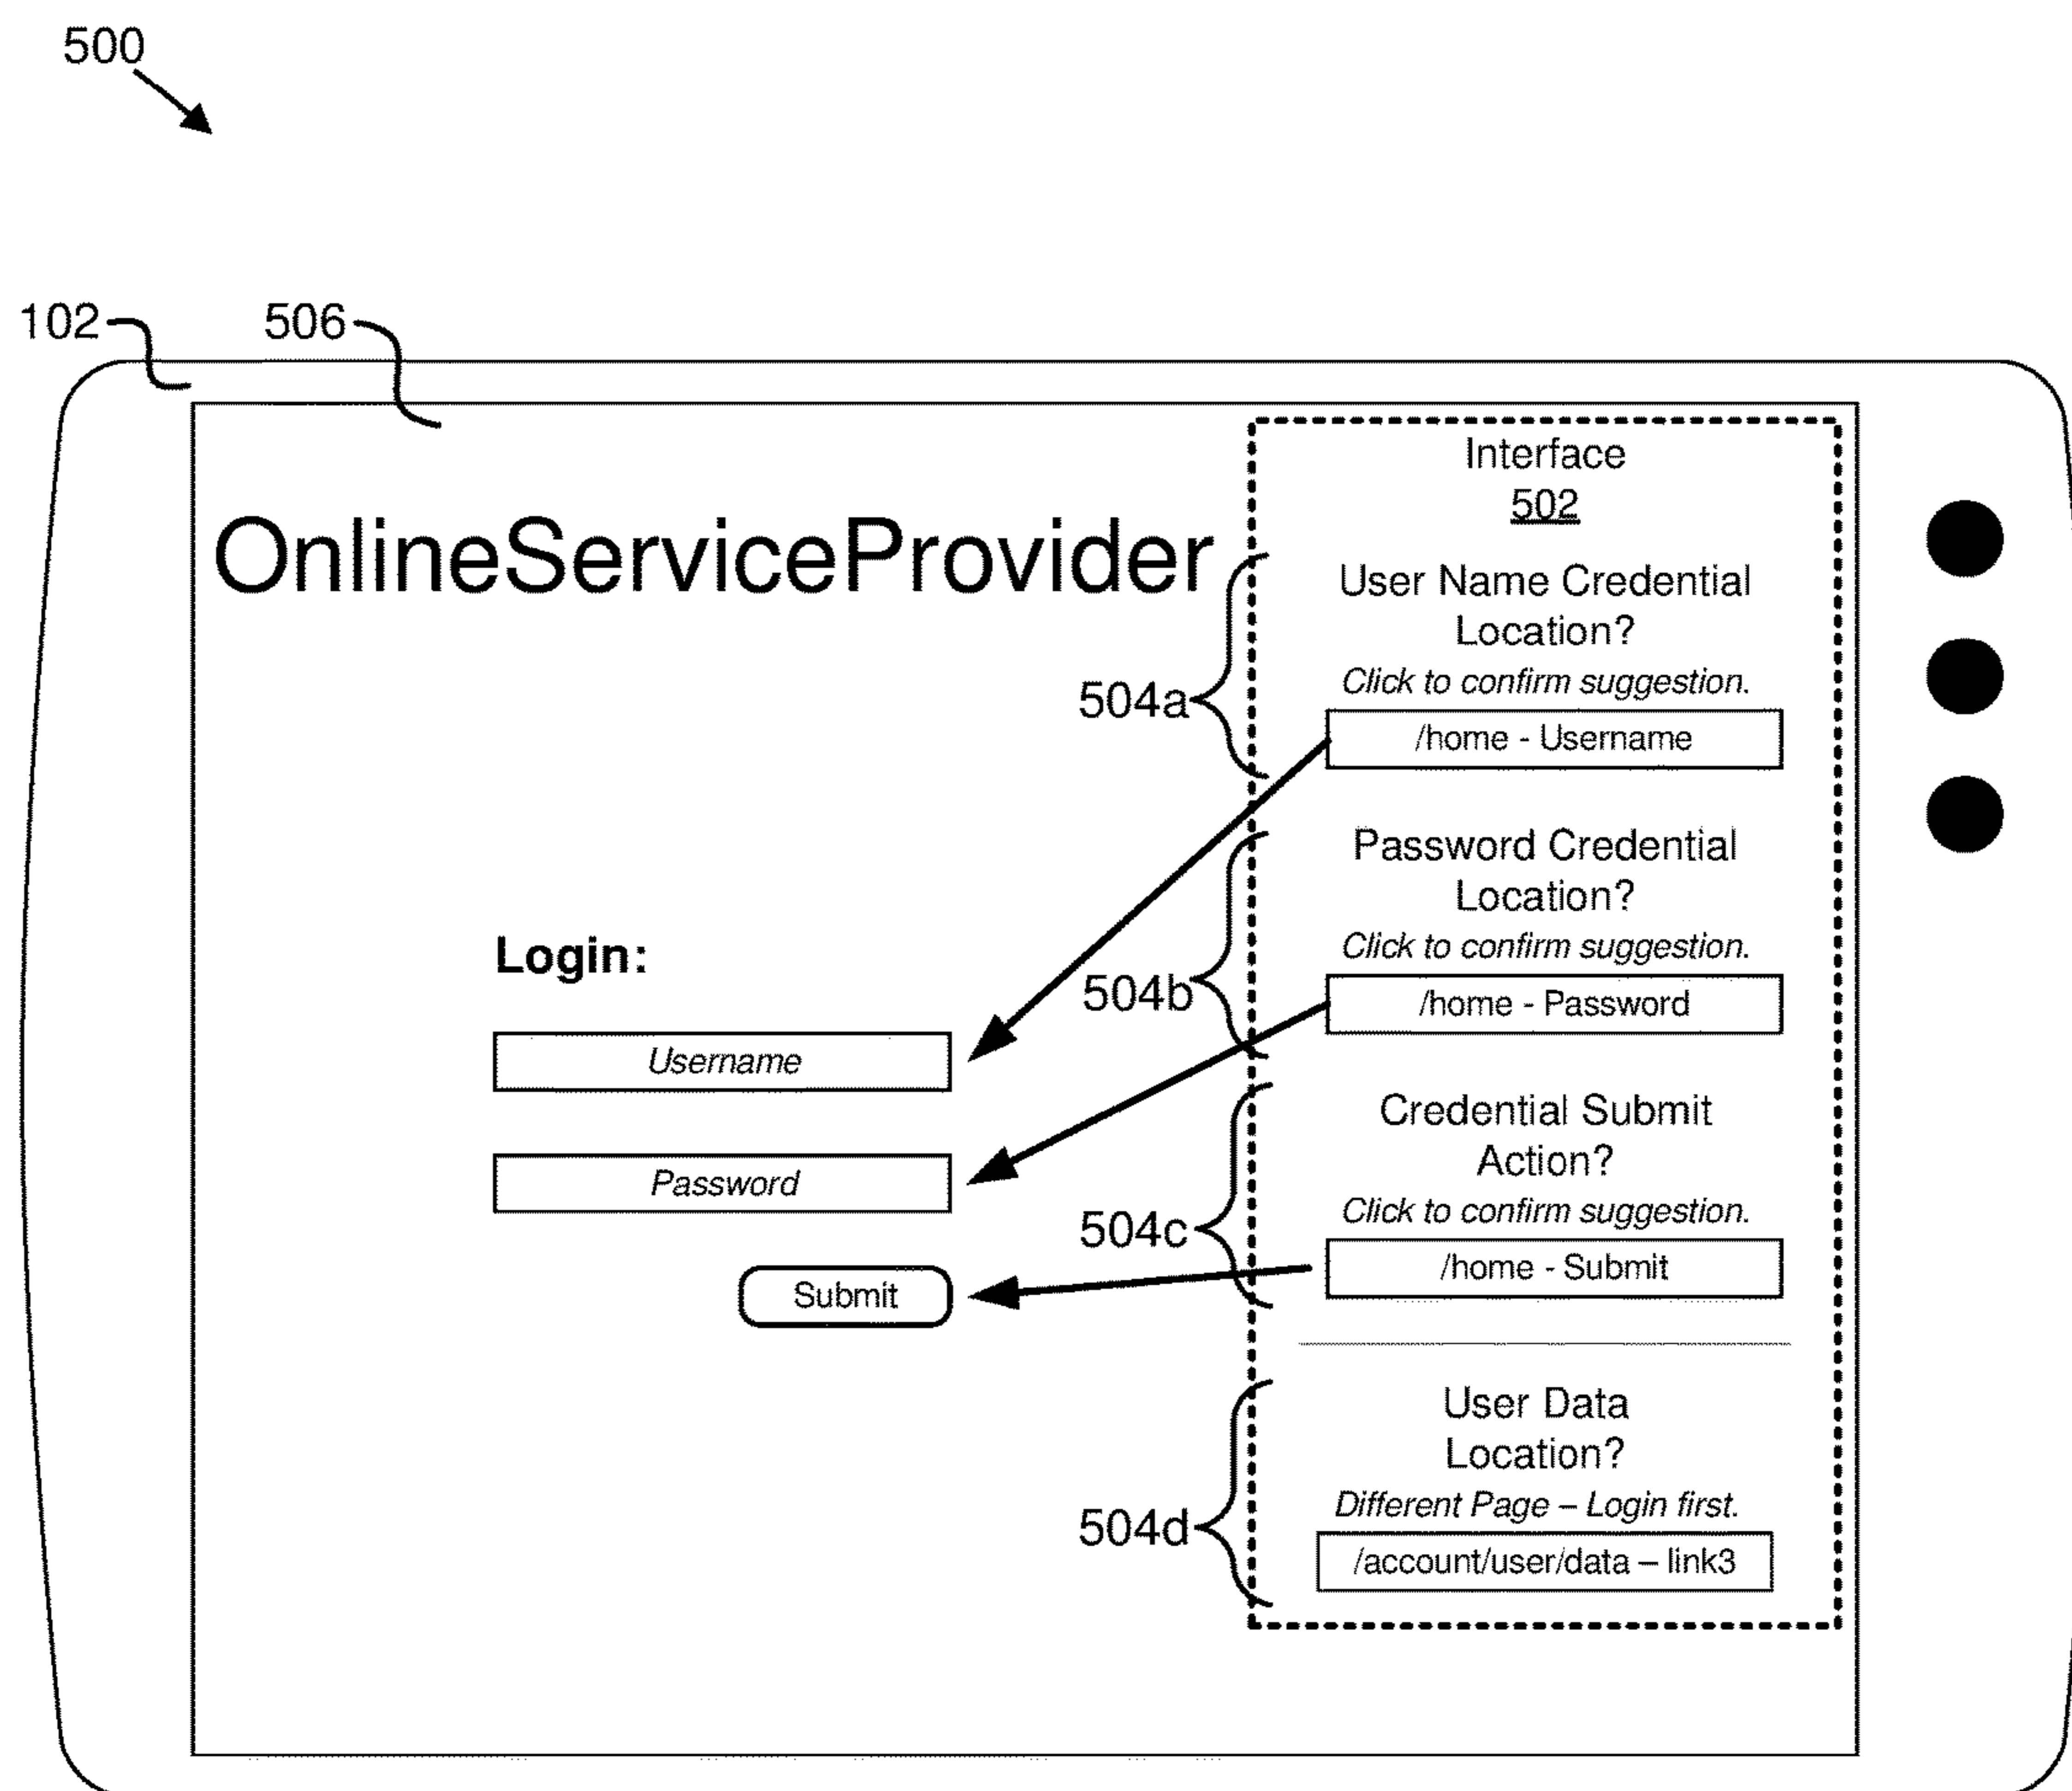 500
102
506
OnlineServiceProvider
Login:
Username
Password
Submit
Interface
502
504a
User Name Credential
Location?
Click to confirm suggestion.
/home - Username
504b
Password Credential
Location?
Click to confirm suggestion.
/home - Password
504c
Credential Submit
Action?
Click to confirm suggestion.
/home - Submit
504d
User Data
Location?
Different Page – Login first.
/account/user/data – link3